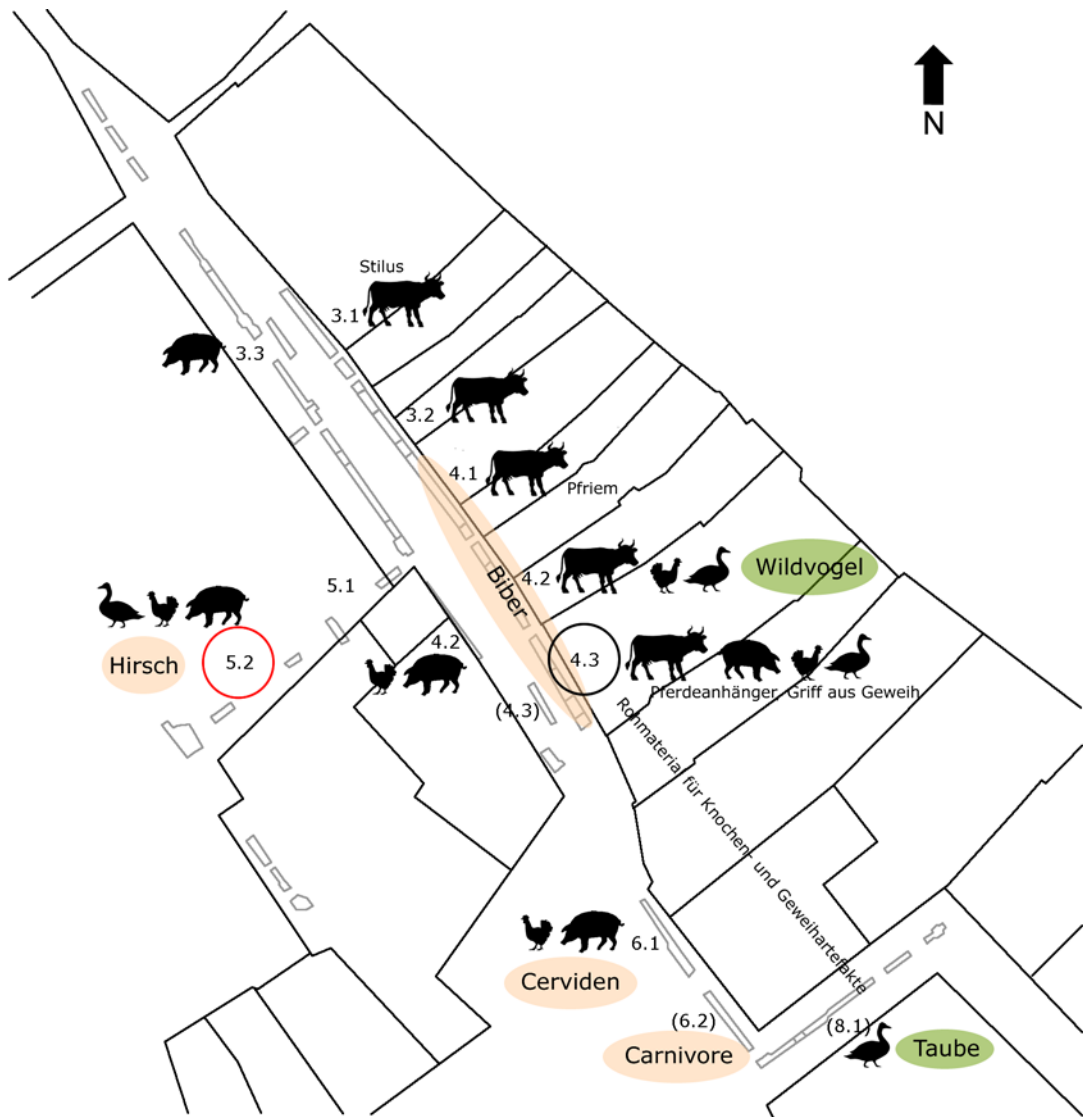 N
Stilus
3.1
3.3
3.2
4.1
Pfriem
Biber
4.2
Wildvogel
5.1
4.2
Hirsch
5.2
4.3
Pferdeanhänger, Griff aus Geweih
(4.3)
Rohmaterial für Knochen- und Geweihartefakte
6.1
Cerviden
(6.2)
(8.1)
Carnivore
Taube